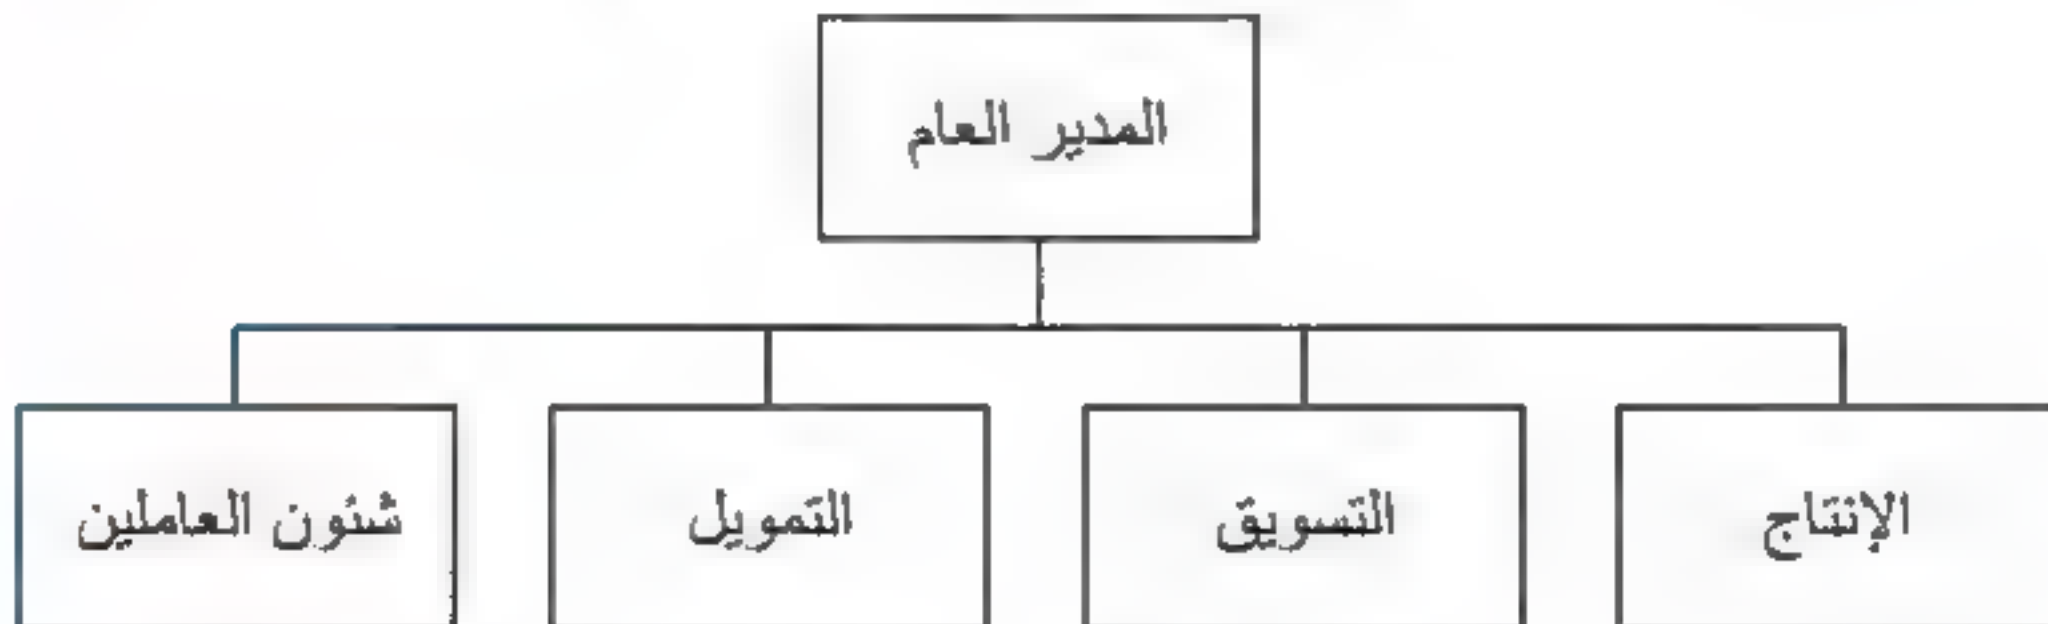 المدير العام
الإنتاج
التسويق
التمويل
شئون العاملين